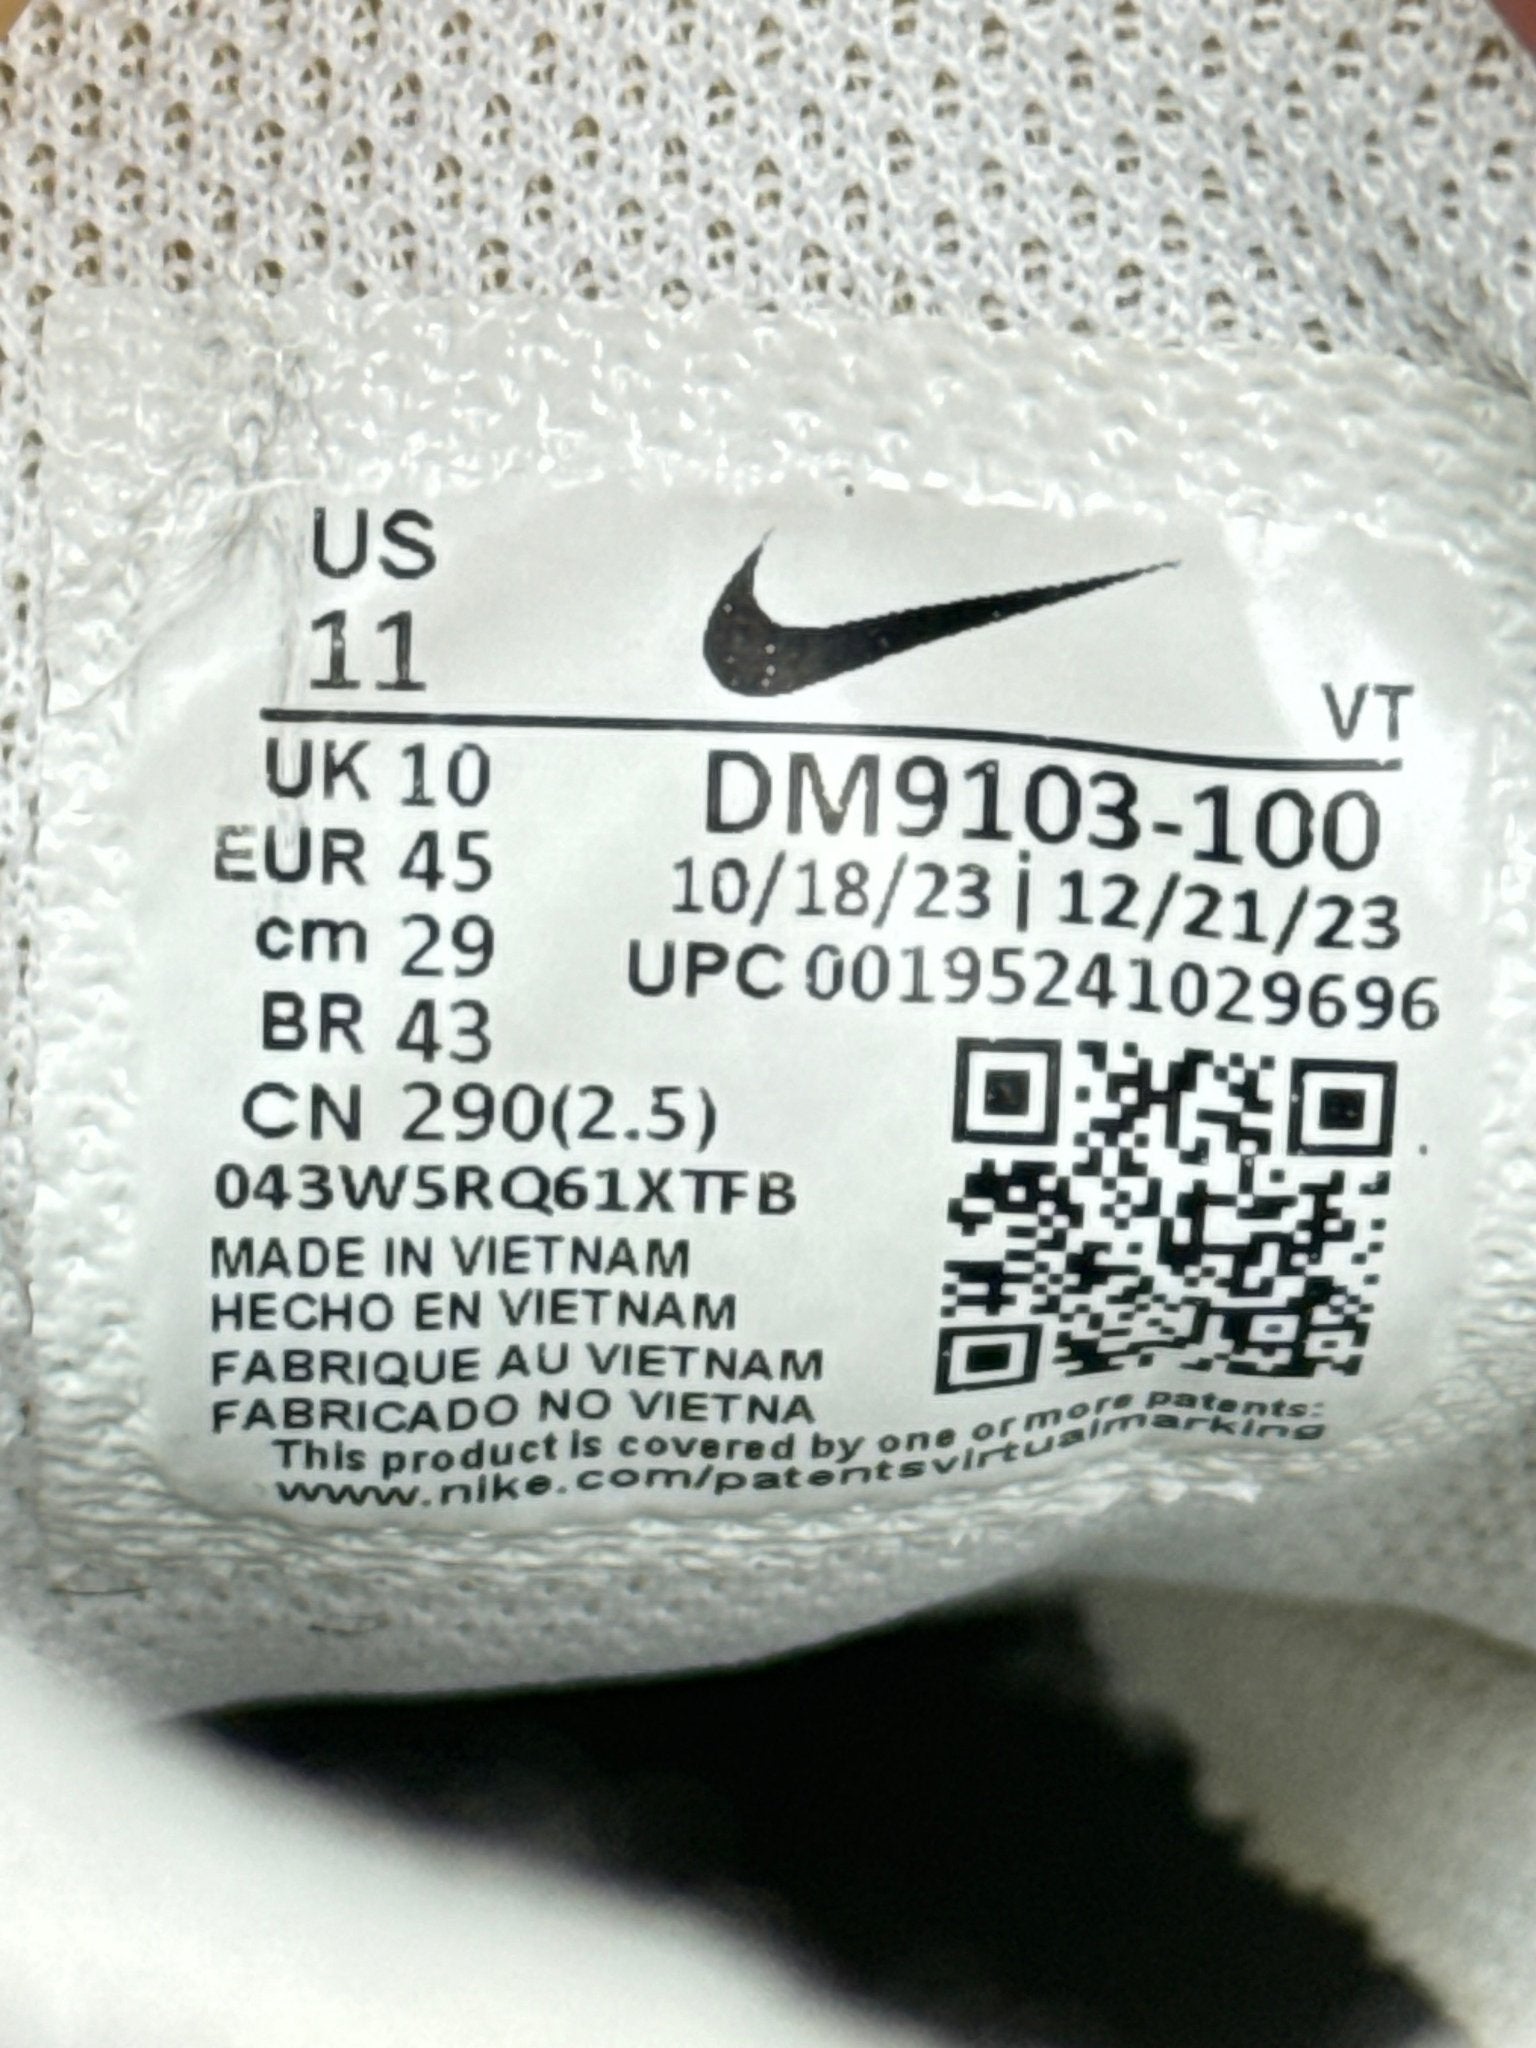 US
11
VT
UK 10
EUR 45
cm 29
BR 43
CN 290(2.5)
DM9103-100
10/18/23 | 12/21/23
UPC 00195241029696
043W5RQ61XTFB
MADE IN VIETNAM
HECHO EN VIETNAM
FABRIQUE AU VIETNAM
FABRICADO NO VIETNA
This product is covered by one or more patents:
www.nike.com/patentsvirtualmarking